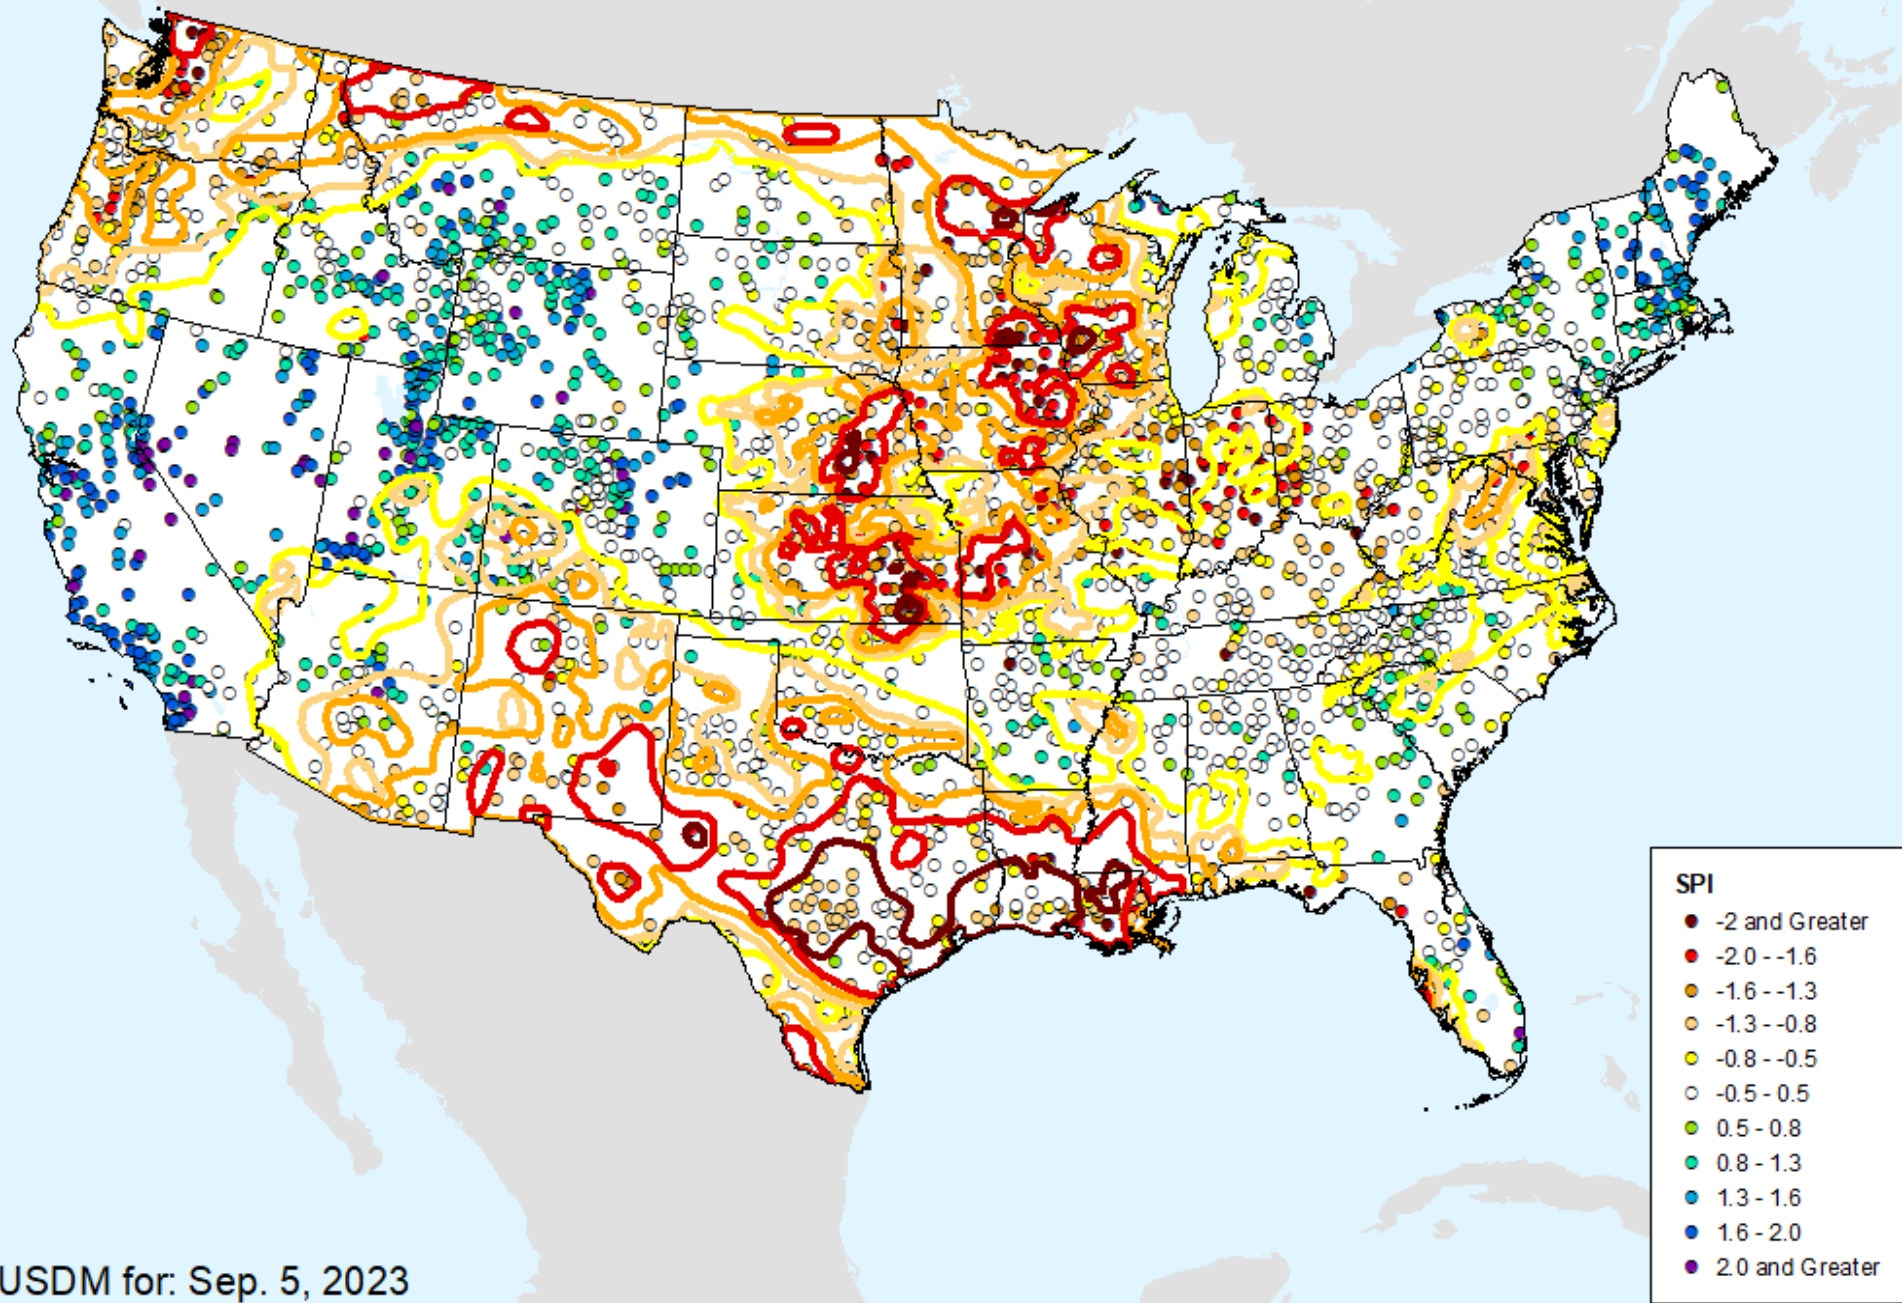 SPI
-2 and Greater
-2.0 - -1.6
-1.6 - -1.3
-1.3 - -0.8
-0.8 - -0.5
-0.5 - 0.5
0.5 - 0.8
0.8 - 1.3
1.3 - 1.6
1.6 - 2.0
2.0 and Greater
USDM for: Sep. 5, 2023